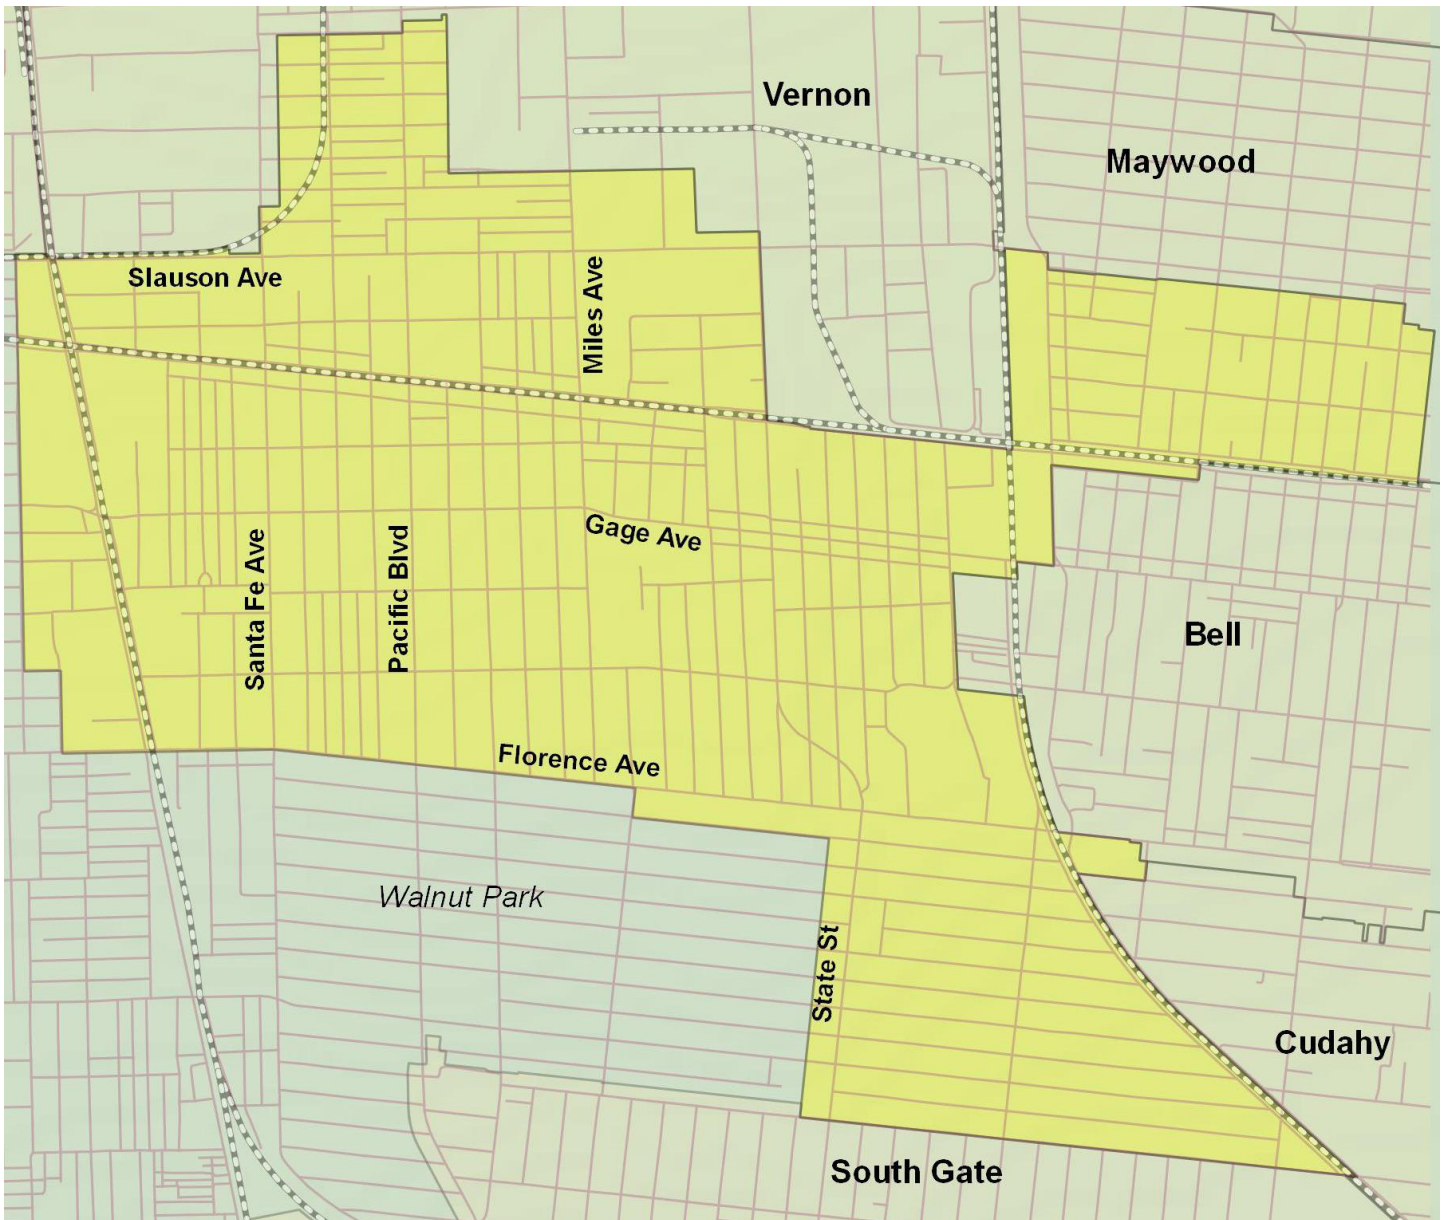 Vernon
Maywood
Slauson Ave
Miles Ave
Gage Ave
Santa Fe Ave
Pacific Blvd
Bell
Florence Ave
Walnut Park
State St
Cudahy
South Gate